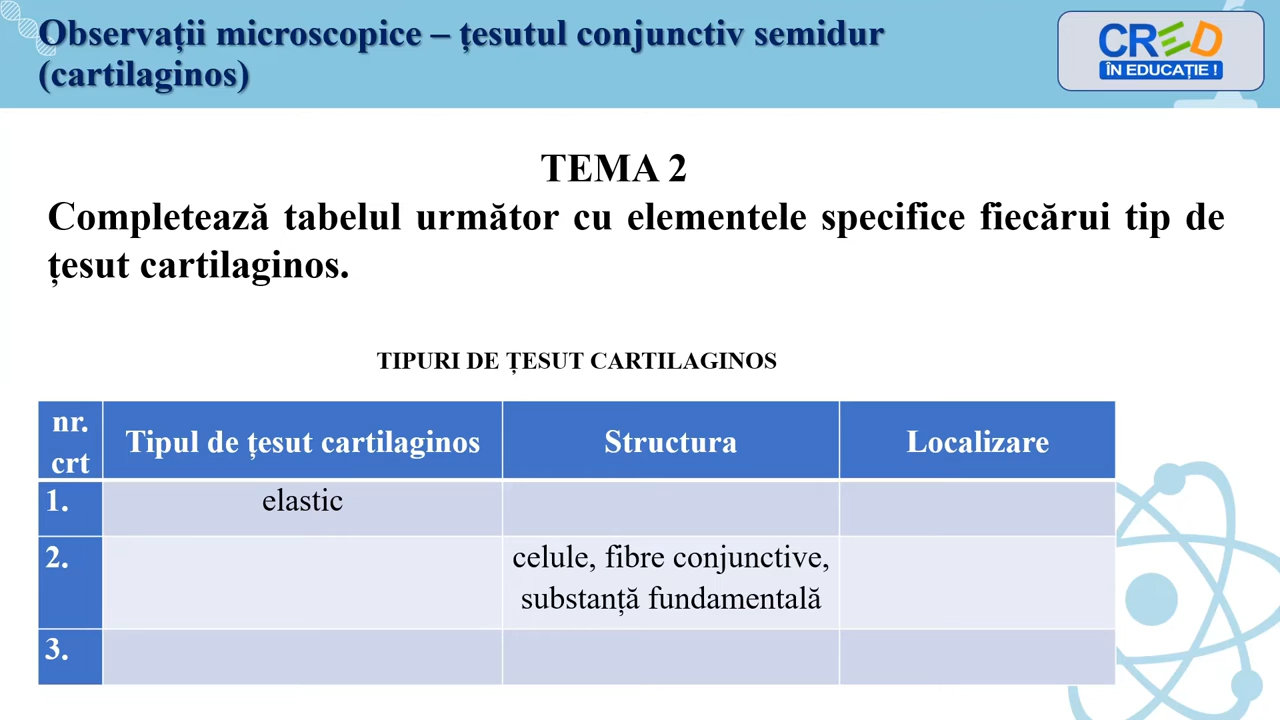 Observații microscopice – țesutul conjunctiv semidur
(cartilaginos)
CRED
ÎN EDUCAȚIE !
TEMA 2
Completează tabelul următor cu elementele specifice fiecărui tip de
țesut cartilaginos.
TIPURI DE ȚESUT CARTILAGINOS
nr.
crt
Tipul de țesut cartilaginos
Structura
Localizare
1.
elastic
2.
celule, fibre conjunctive,
substanță fundamentală
3.